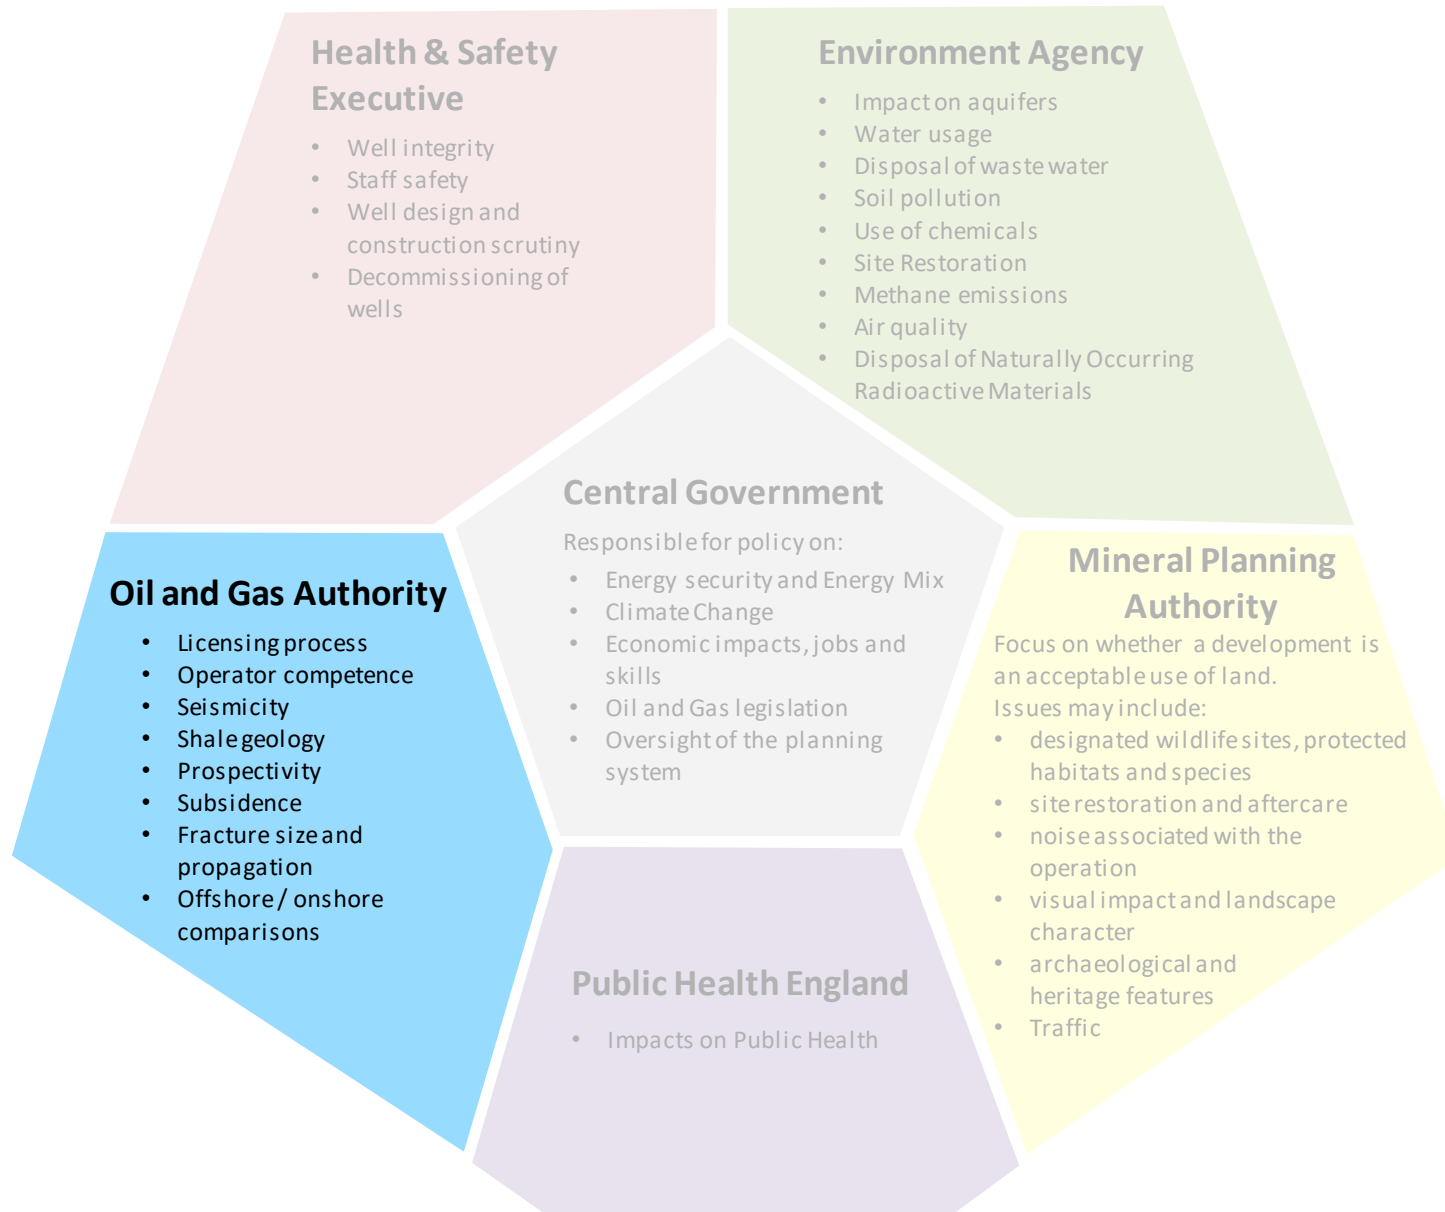 Health & Safety
Executive
• Well integrity
• Staff safety
• Well design and
construction scrutiny
• Decommissioning of
wells
Environment Agency
• Impact on aquifers
• Water usage
• Disposal of waste water
• Soil pollution
• Use of chemicals
• Site Restoration
• Methane emissions
• Air quality
• Disposal of Naturally Occurring
Radioactive Materials
Central Government
Responsible for policy on:
• Energy security and Energy Mix
• Climate Change
• Economic impacts, jobs and
skills
• Oil and Gas legislation
• Oversight of the planning
system
Oil and Gas Authority
• Licensing process
• Operator competence
• Seismicity
• Shale geology
• Prospectivity
• Subsidence
• Fracture size and
propagation
• Offshore / onshore
comparisons
Mineral Planning
Authority
Focus on whether a development is
an acceptable use of land.
Issues may include:
• designated wildlife sites, protected
habitats and species
• site restoration and aftercare
• noise associated with the
operation
• visual impact and landscape
character
• archaeological and
heritage features
• Traffic
Public Health England
• Impacts on Public Health